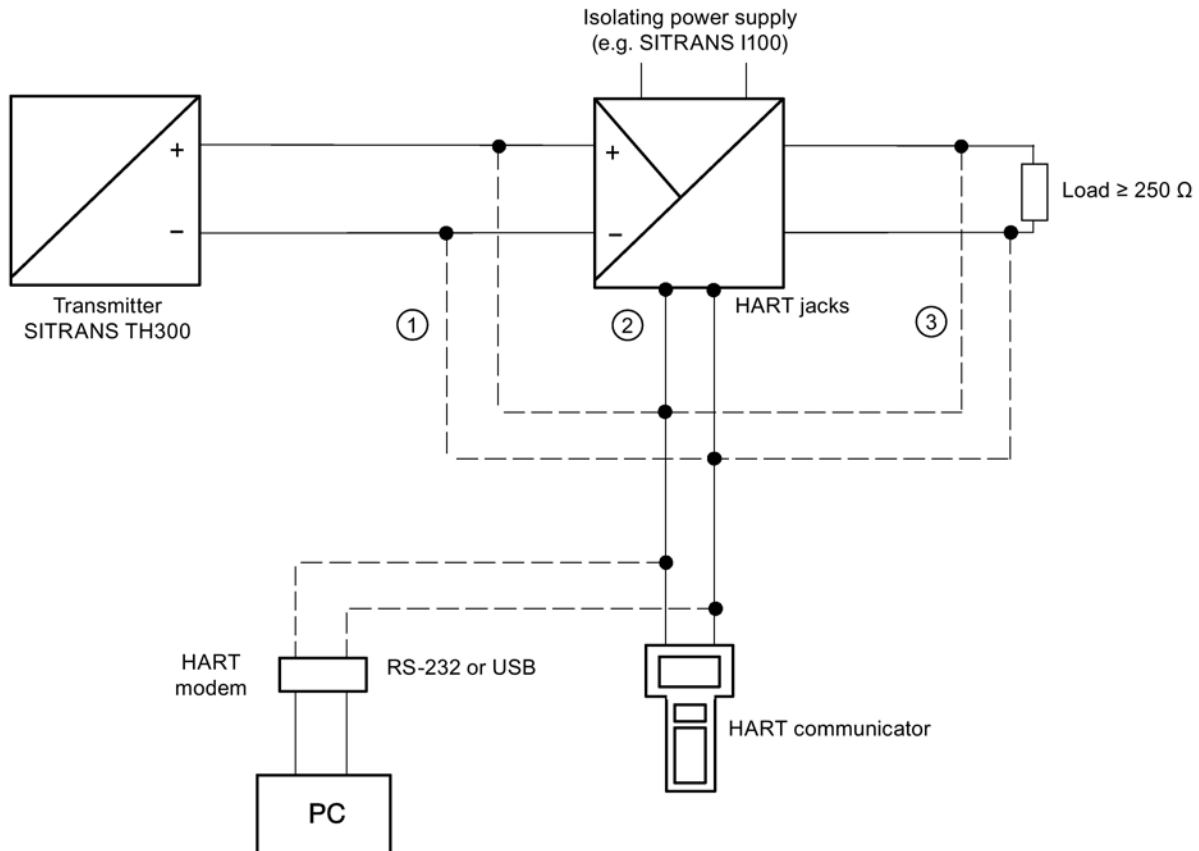 Isolating power supply
(e.g. SITRANS I100)
+
−
+
−
Load ≥ 250 Ω
Transmitter
SITRANS TH300
①
②
HART jacks
③
HART
modem
RS-232 or USB
HART communicator
PC